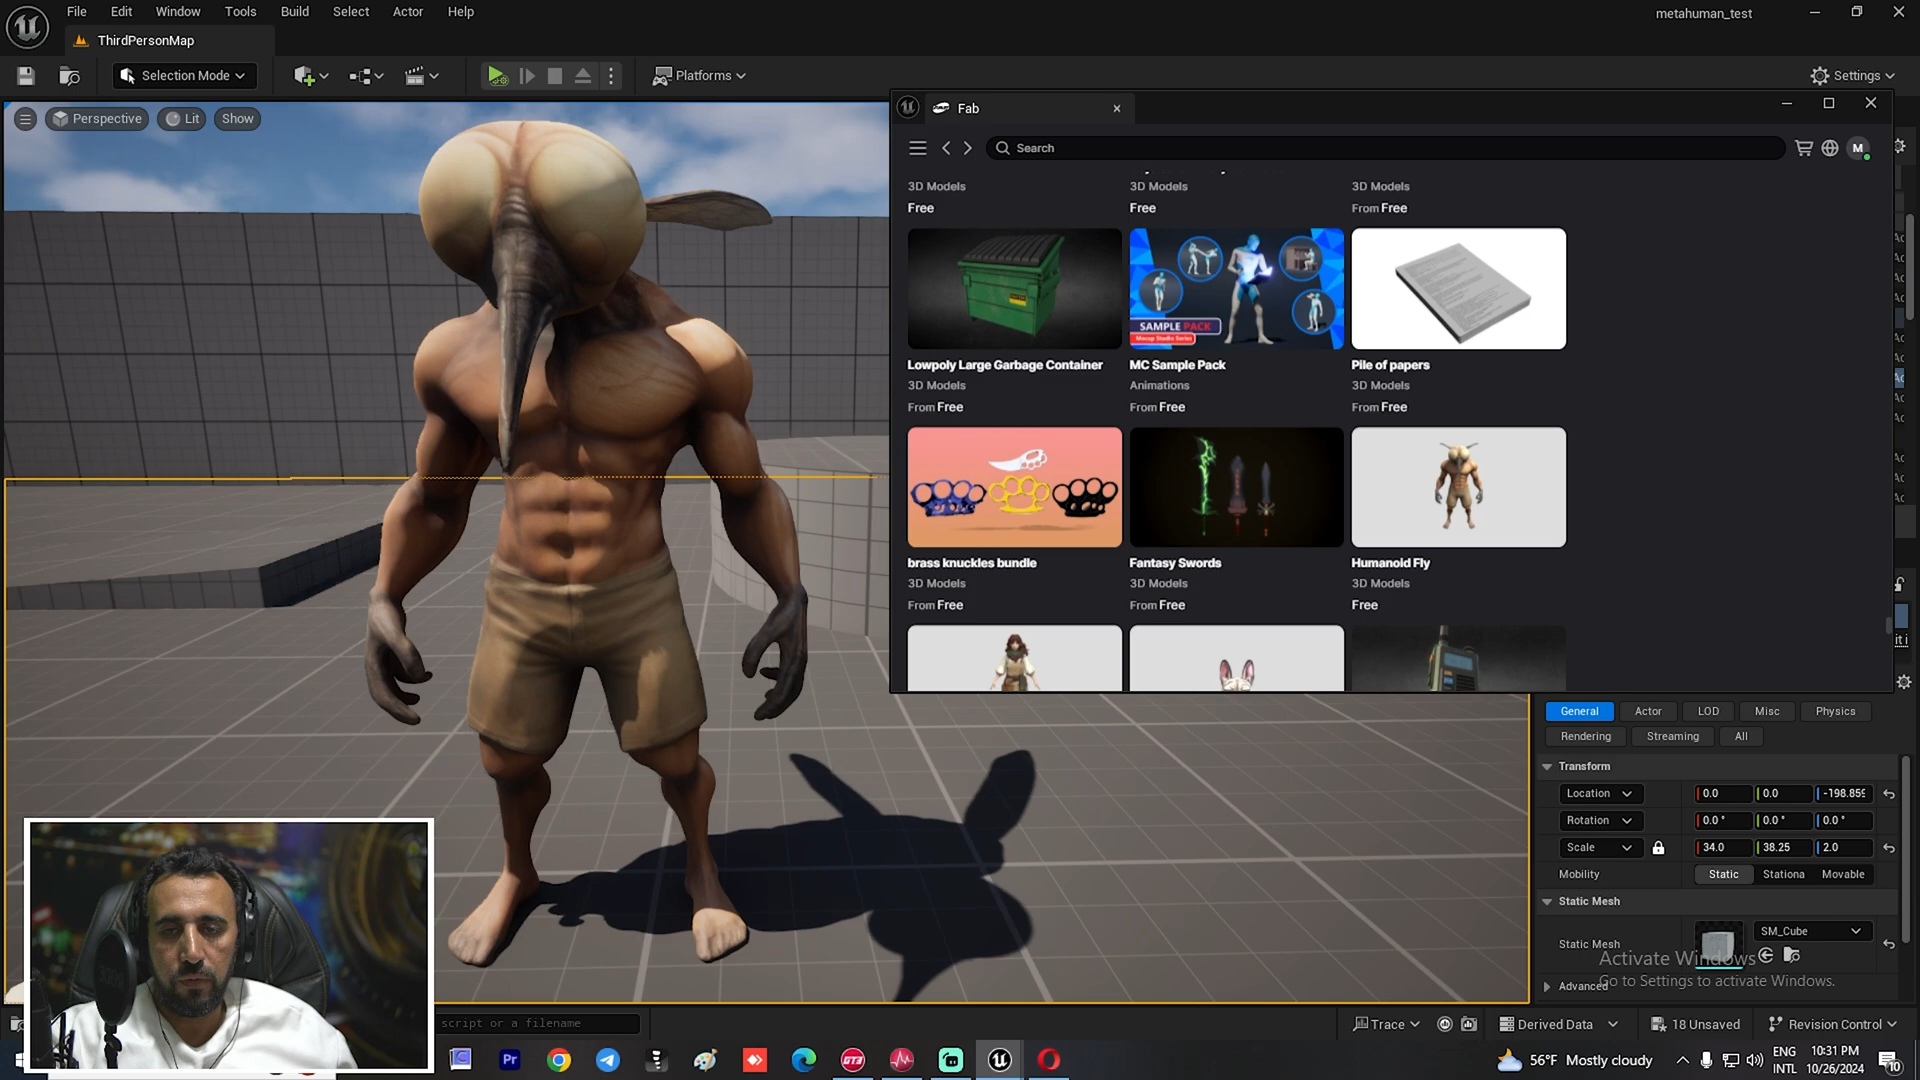 File Edit Window Tools Build Select Actor Help
metahuman_test
ThirdPersonMap
Selection Mode
Platforms
Settings
Perspective Lit Show
Fab
Search
M
3D Models 3D Models 3D Models
Free Free From Free
SAMPLE PACK
Mocap Studio Series
Lowpoly Large Garbage Container MC Sample Pack Pile of papers
3D Models Animations 3D Models
From Free From Free From Free
brass knuckles bundle Fantasy Swords Humanoid Fly
3D Models 3D Models 3D Models
From Free From Free Free
General Actor LOD Misc Physics
Rendering Streaming All
Transform
Location 0.0 0.0 -198.859
Rotation 0.0 ° 0.0 ° 0.0 °
Scale 34.0 38.25 2.0
Mobility Static Stationa Movable
Static Mesh
Static Mesh SM_Cube
Activate Windows
Go to Settings to activate Windows.
Advanced
script or a filename
Trace Derived Data 18 Unsaved Revision Control
Pr GT3
56°F Mostly cloudy
ENG
INTL
10:31 PM
10/26/2024
10